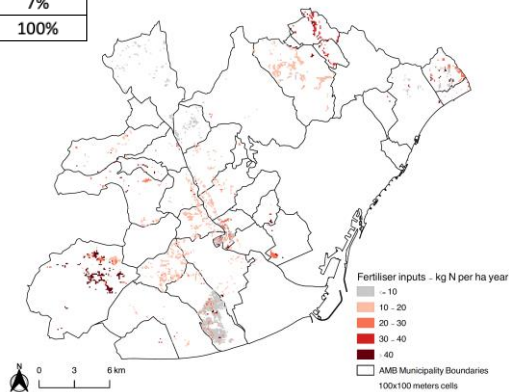 7%
100%
Fertiliser inputs - kg N per ha year
- 10
10 - 20
20 - 30
30 - 40
- 40
AMB Municipality Boundaries
100x100 meters cells
N
0 3 6 km